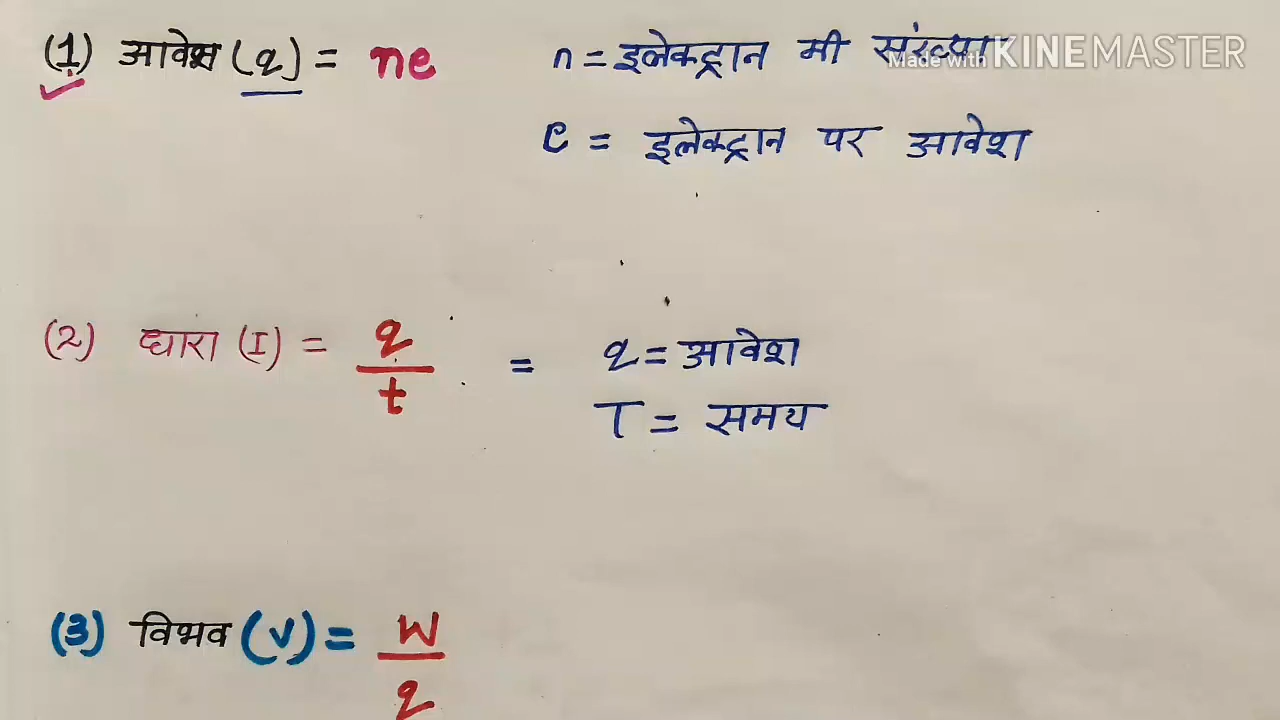 (1) आवेश (q) = ne n = इलेक्ट्रान मी संख्या
Made with KINEMASTER
e = इलेक्ट्रान पर आवेश
(2) धारा (I) = q/t = q = आवेश
T = समय
(3) विभव (V) = W/q